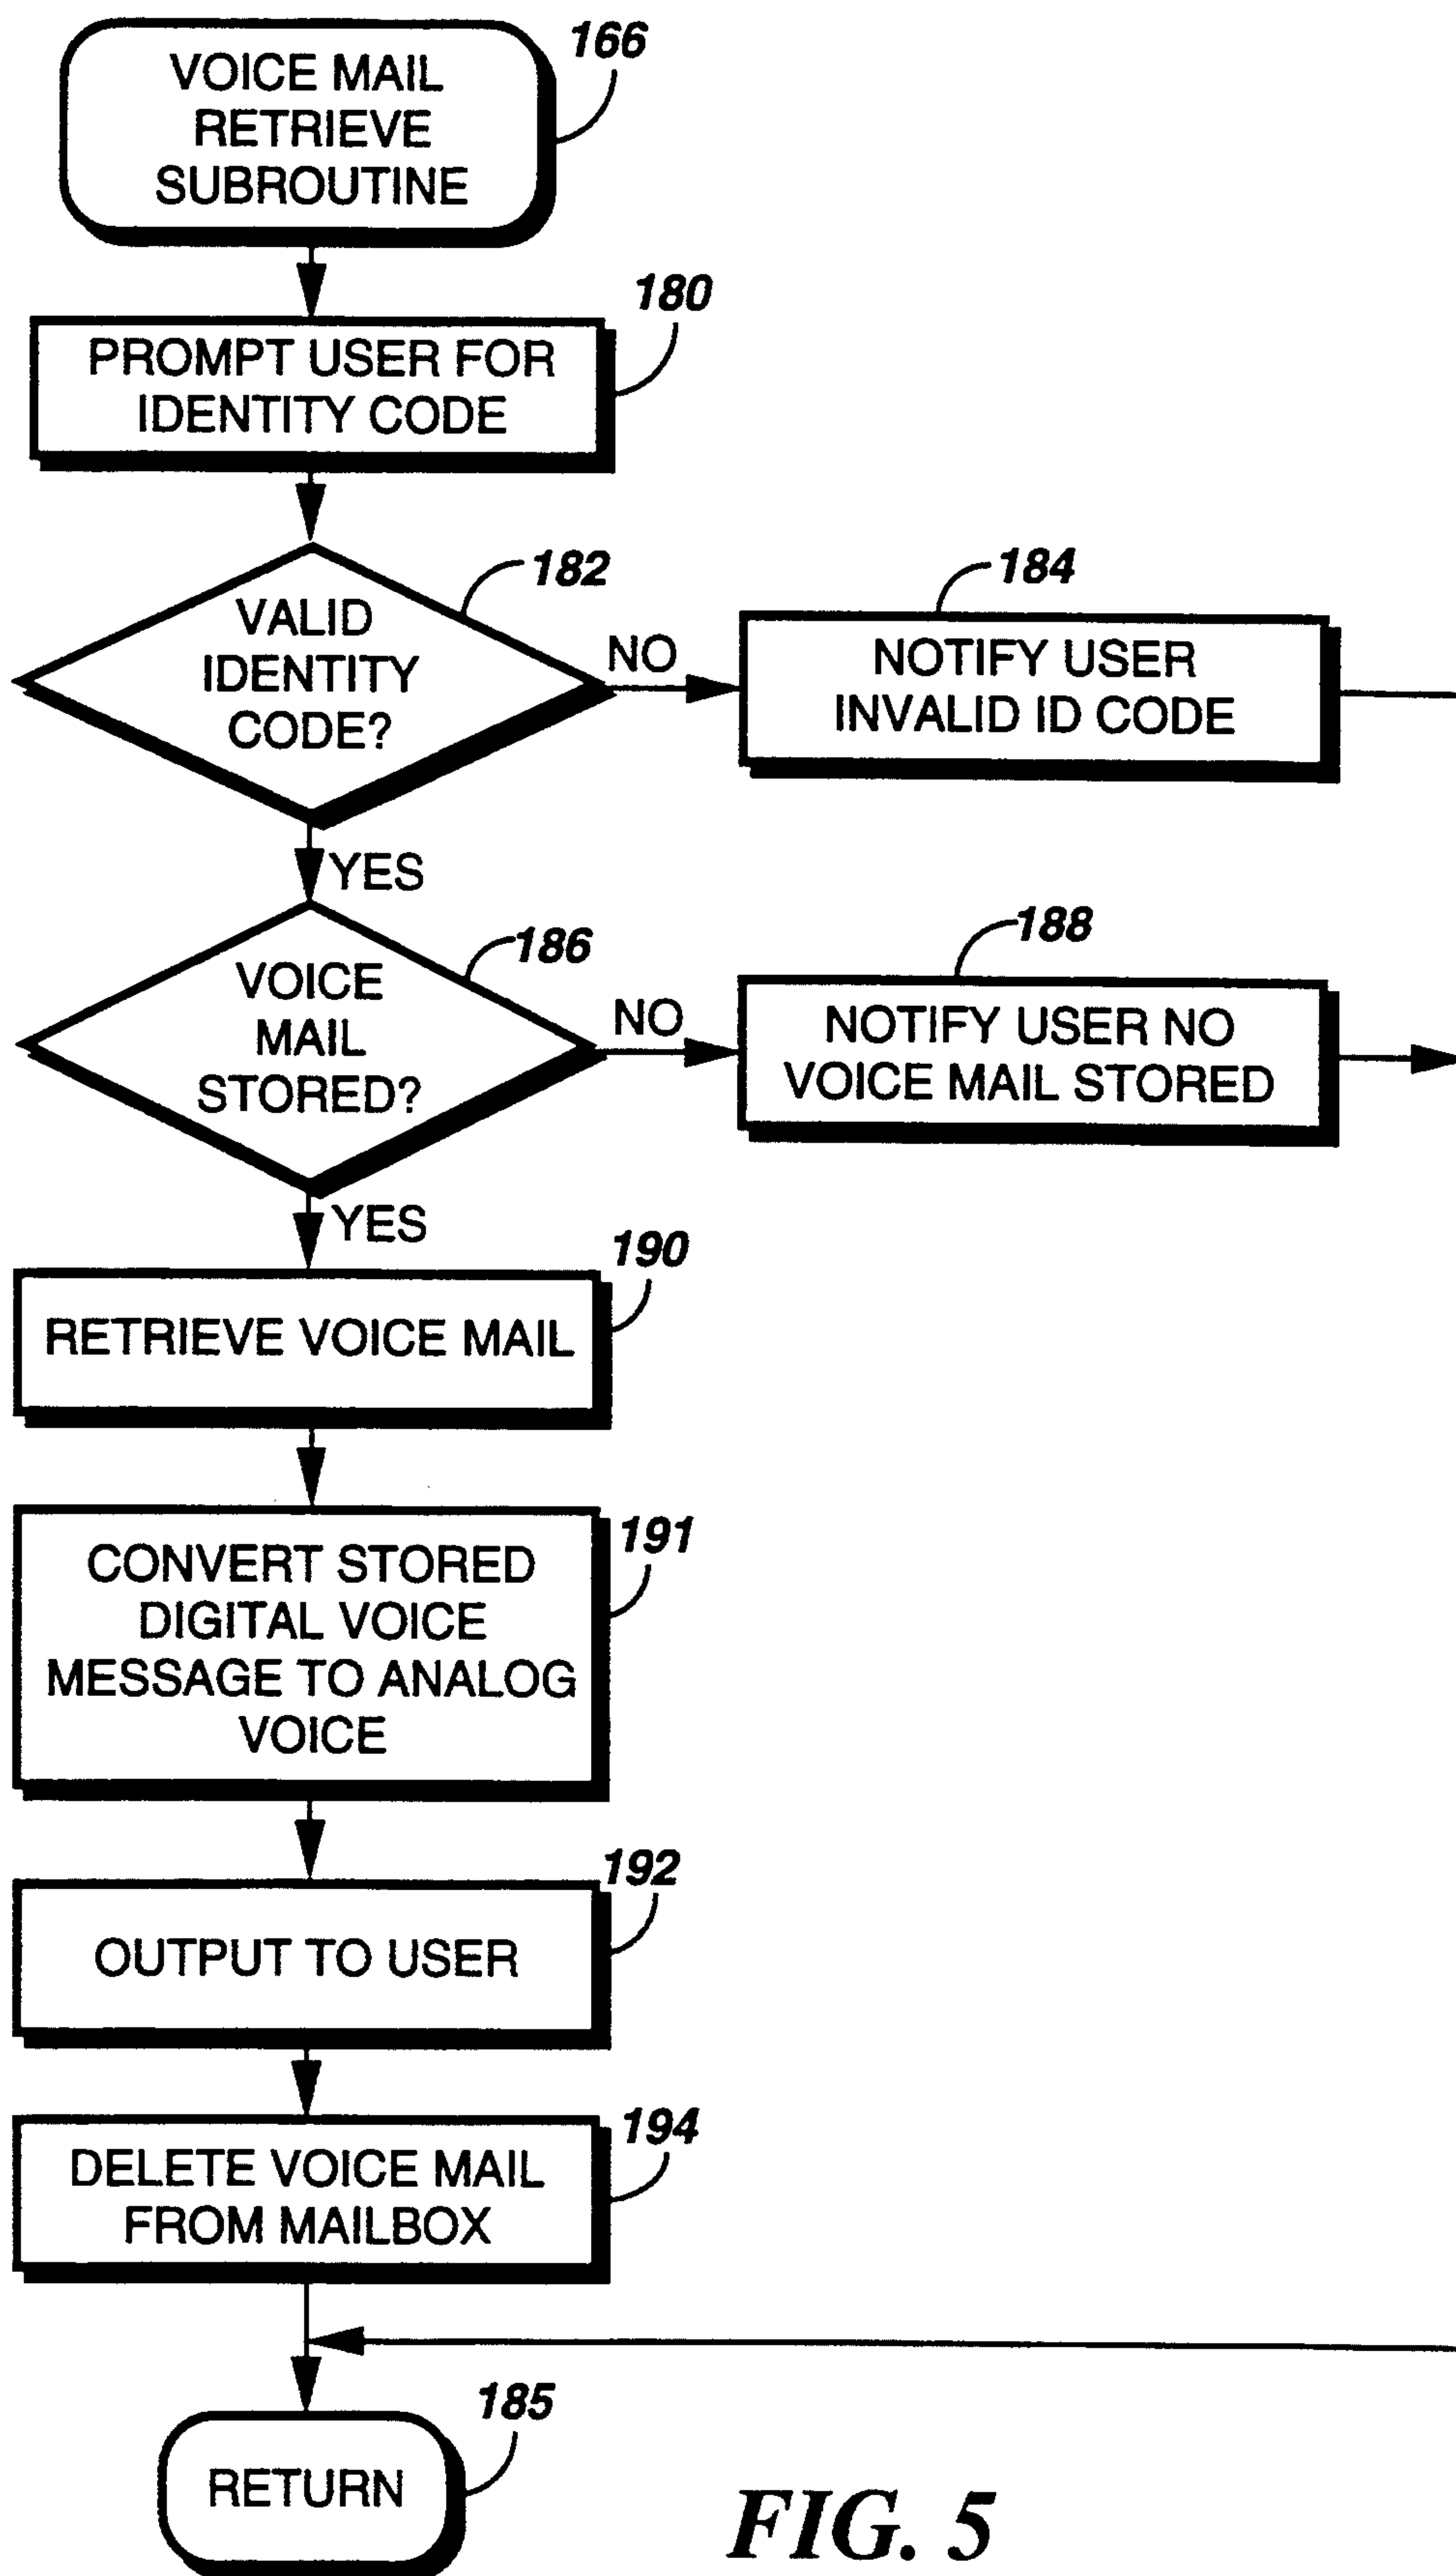 166
VOICE MAIL
RETRIEVE
SUBROUTINE
180
PROMPT USER FOR
IDENTITY CODE
182
VALID
IDENTITY
CODE?
NO
184
NOTIFY USER
INVALID ID CODE
YES
186
VOICE
MAIL
STORED?
NO
188
NOTIFY USER NO
VOICE MAIL STORED
YES
190
RETRIEVE VOICE MAIL
191
CONVERT STORED
DIGITAL VOICE
MESSAGE TO ANALOG
VOICE
192
OUTPUT TO USER
194
DELETE VOICE MAIL
FROM MAILBOX
185
RETURN
FIG. 5